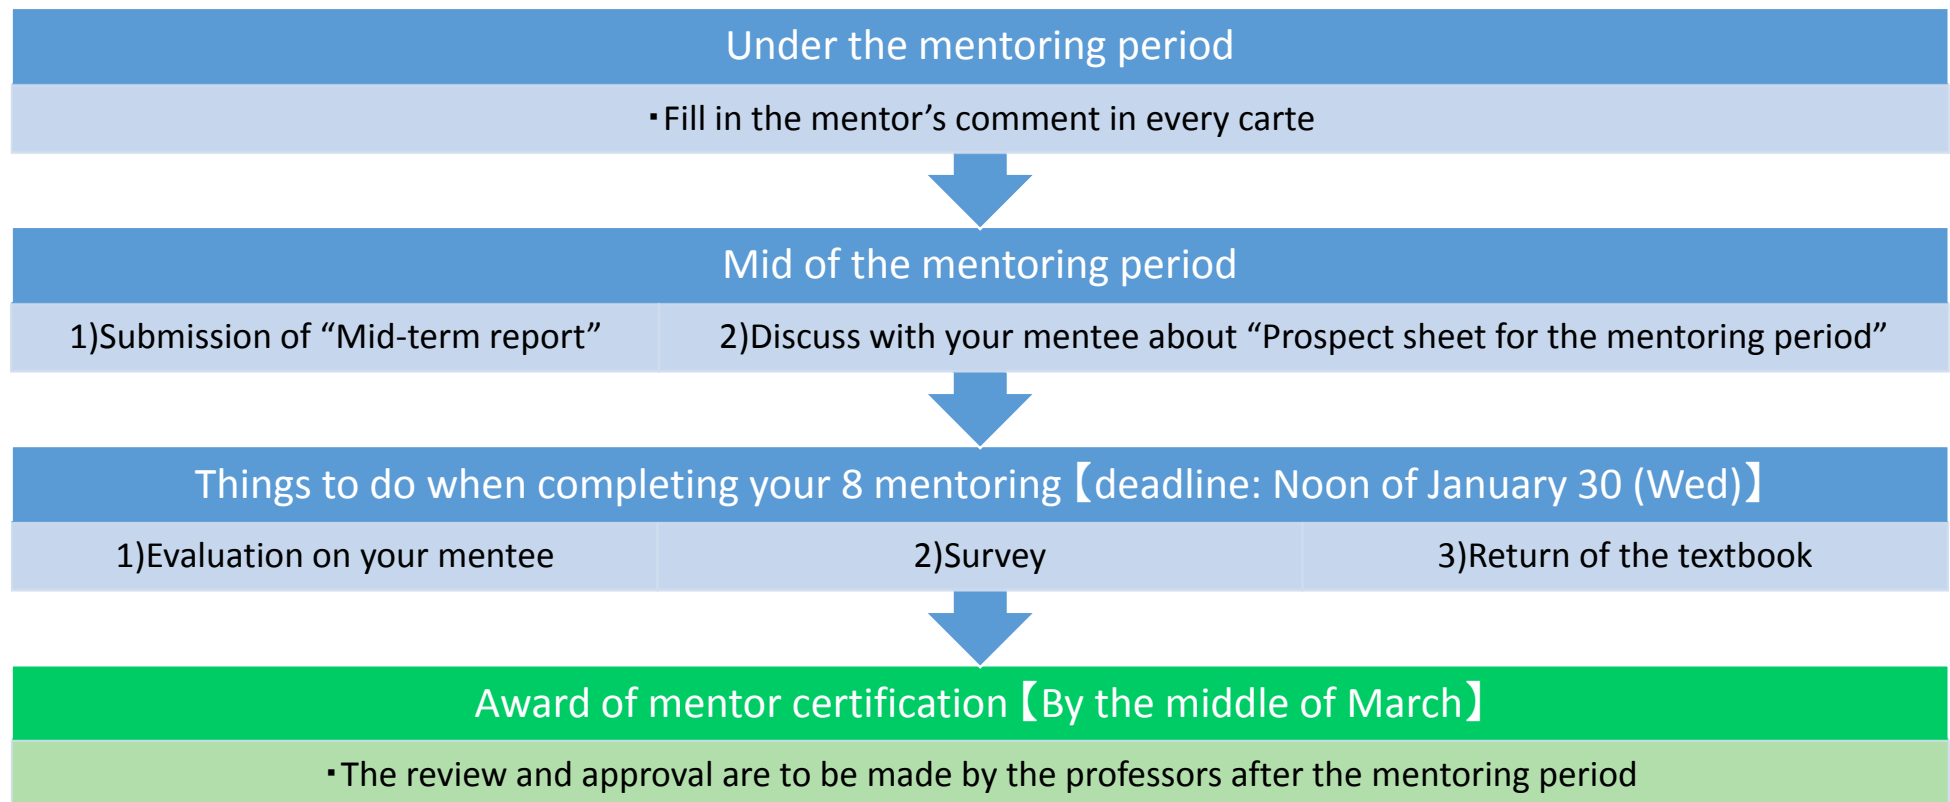 Under the mentoring period
･Fill in the mentor’s comment in every carte
Mid of the mentoring period
1)Submission of “Mid-term report”
2)Discuss with your mentee about “Prospect sheet for the mentoring period”
Things to do when completing your 8 mentoring【deadline: Noon of January 30 (Wed)】
1)Evaluation on your mentee
2)Survey
3)Return of the textbook
Award of mentor certification【By the middle of March】
･The review and approval are to be made by the professors after the mentoring period